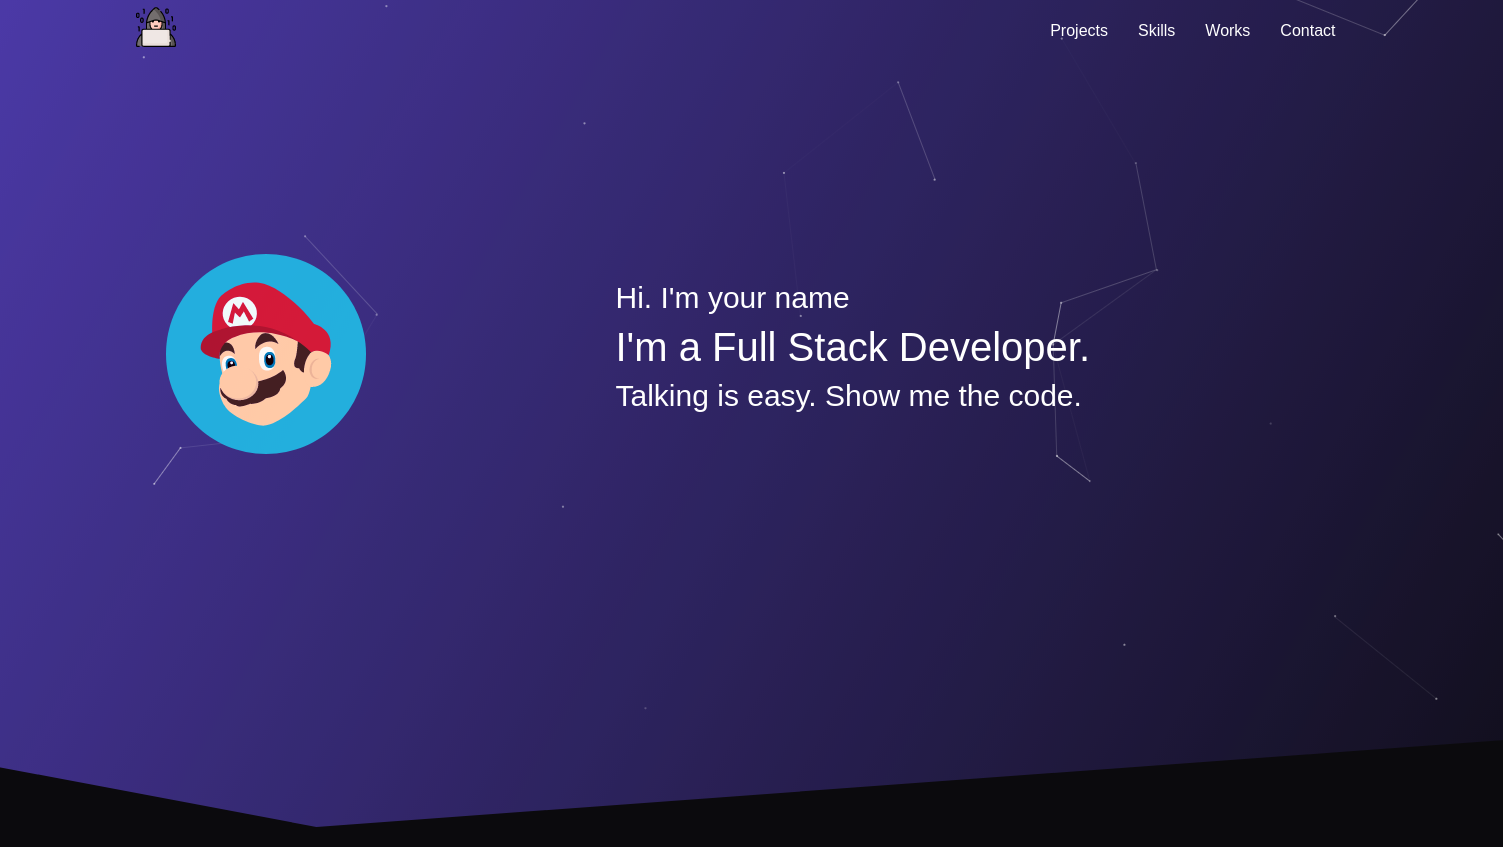 Projects Skills Works Contact
Hi. I'm your name
I'm a Full Stack Developer.
Talking is easy. Show me the code.